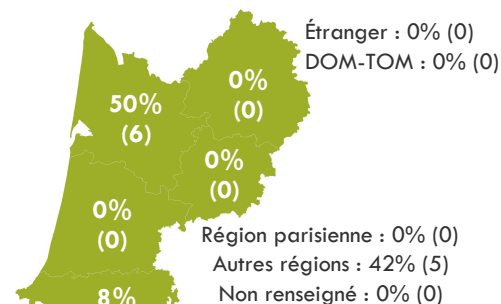 Étranger : 0% (0)
DOM-TOM : 0% (0)
0%
(0)
50%
(6)
0%
(0)
0%
(0)
Région parisienne : 0% (0)
Autres régions : 42% (5)
Non renseigné : 0% (0)
8%